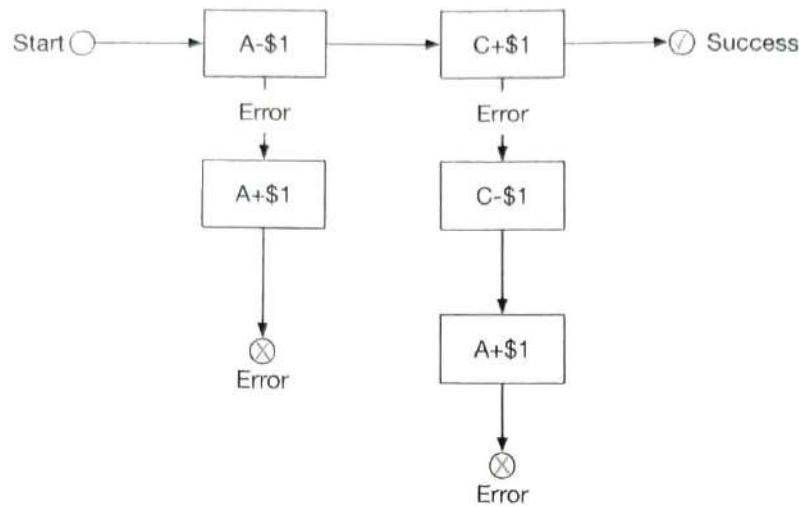 Start
A-$1
C+$1
Success
Error
Error
A+$1
C-$1
A+$1
Error
Error